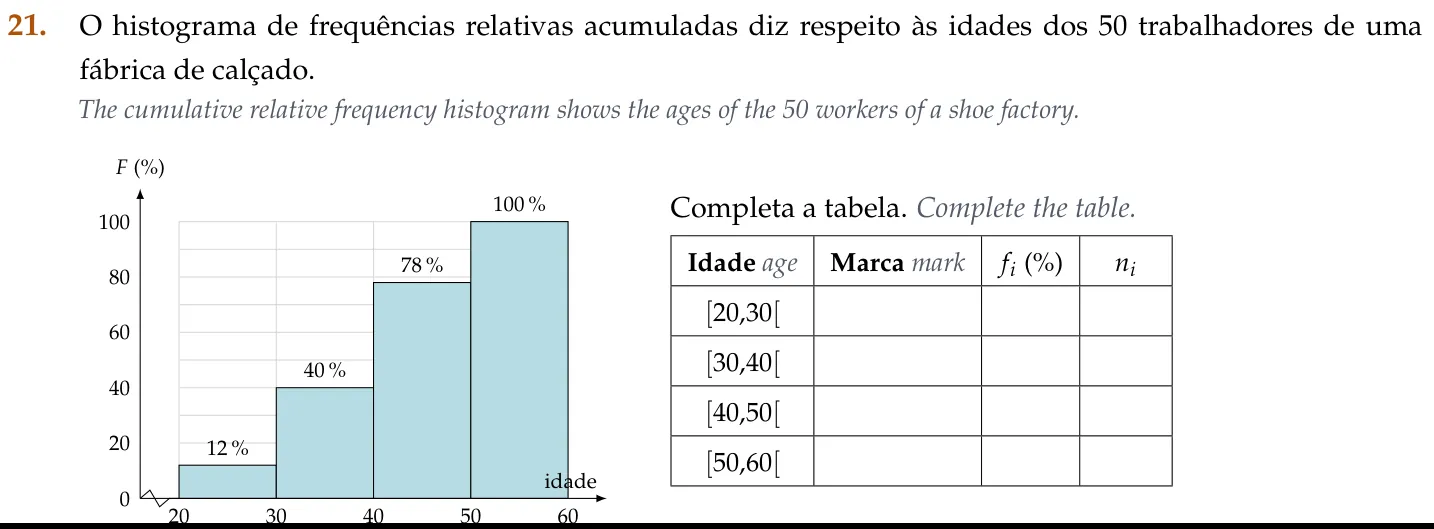 21. O histograma de frequências relativas acumuladas diz respeito às idades dos 50 trabalhadores de uma
fábrica de calçado.
The cumulative relative frequency histogram shows the ages of the 50 workers of a shoe factory.
F (%)
100
80
60
40
20
0
12 %
40 %
78 %
100 %
idade
20 30 40 50 60
Completa a tabela. Complete the table.
Idade age Marca mark fᵢ (%) nᵢ
[20,30[
[30,40[
[40,50[
[50,60[